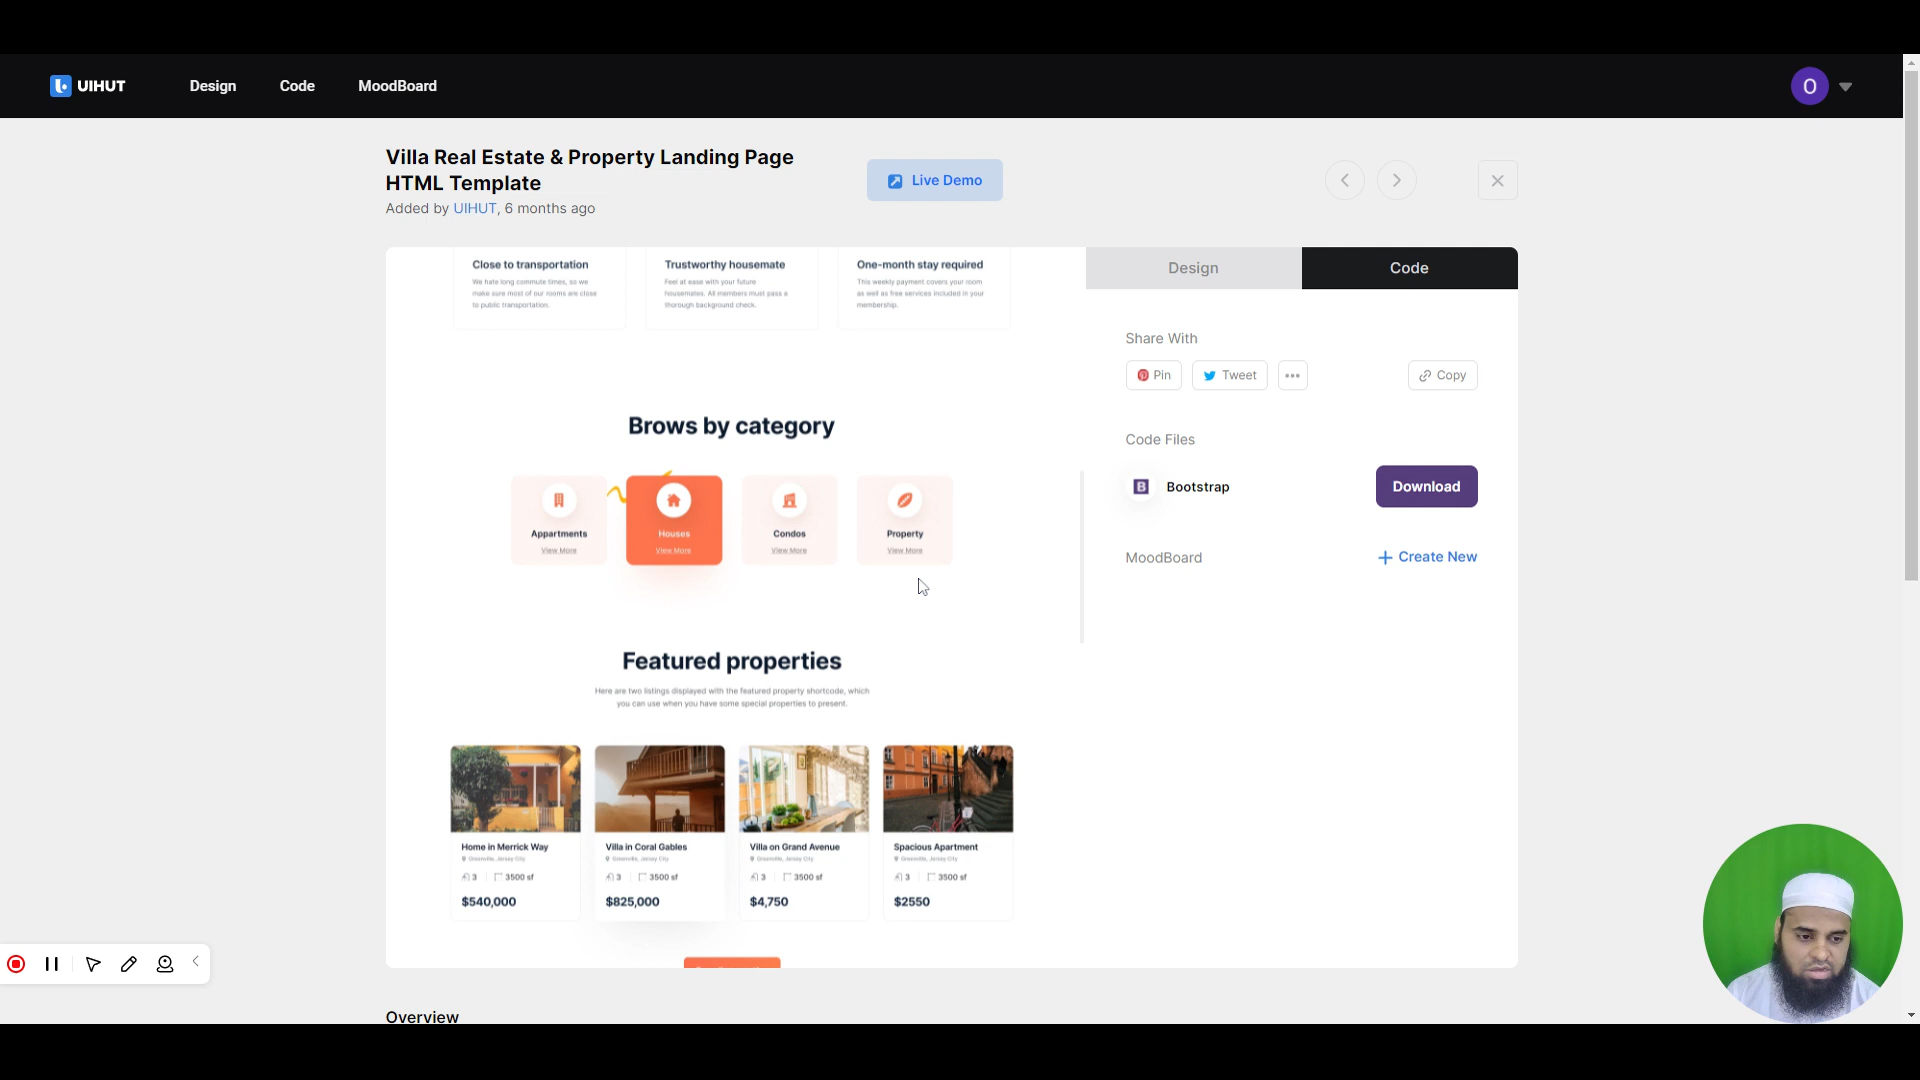 UIHUT
Design
Code
MoodBoard
O
Villa Real Estate & Property Landing Page
HTML Template
Added by UIHUT, 6 months ago
Live Demo
Close to transportation
We hate long commute times, so we
make sure most of our rooms are close
to public transportation.
Trustworthy housemate
Feel at ease with your future
housemates. All members must pass a
thorough background check.
One-month stay required
This weekly payment covers your room
as well as free services included in your
membership.
Brows by category
Appartments
View More
Houses
View More
Condos
View More
Property
View More
Featured properties
Here are two listings displayed with the featured property shortcode, which
you can use when you have some special properties to present.
Home in Merrick Way
Greenville, Jersey City
3
3500 sf
$540,000
Villa in Coral Gables
Greenville, Jersey City
3
3500 sf
$825,000
Villa on Grand Avenue
Greenville, Jersey City
3
3500 sf
$4,750
Spacious Apartment
Greenville, Jersey City
3
3500 sf
$2550
Design
Code
Share With
Pin
Tweet
Copy
Code Files
B
Bootstrap
Download
MoodBoard
+ Create New
Overview